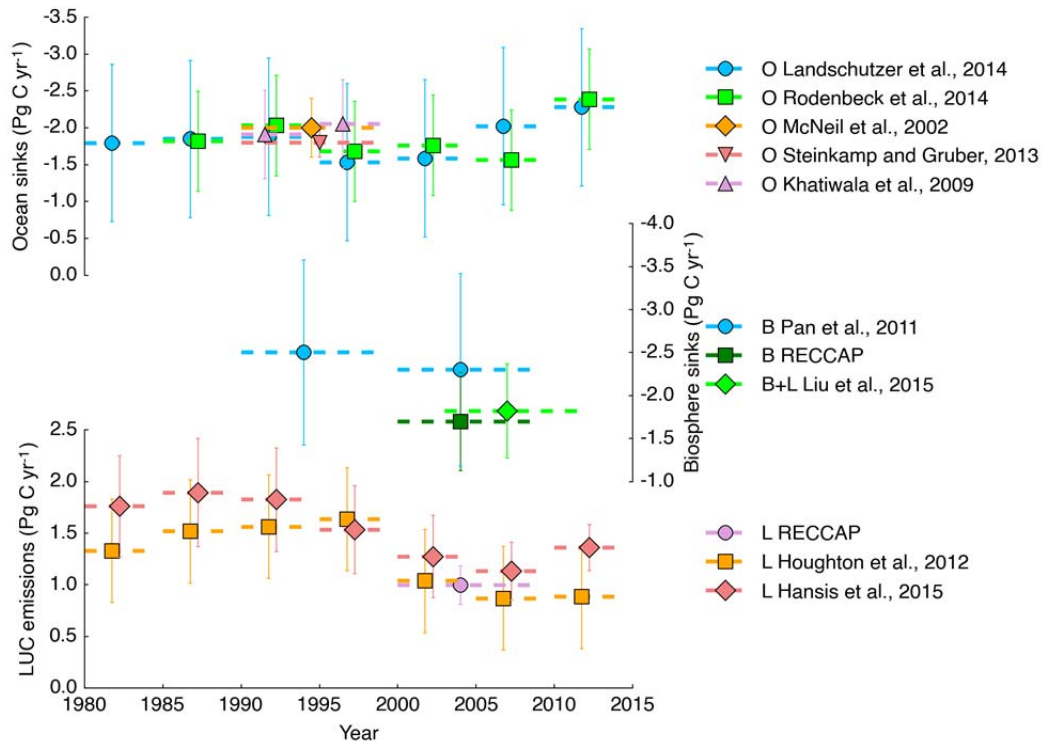 -3.5
-3.0
-2.5
-2.0
-1.5
-1.0
-0.5
0.0
Ocean sinks (Pg C yr-1)
O Landschutzer et al., 2014
O Rodenbeck et al., 2014
O McNeil et al., 2002
O Steinkamp and Gruber, 2013
O Khatiwala et al., 2009
-4.0
-3.5
-3.0
-2.5
-2.0
-1.5
-1.0
Biosphere sinks (Pg C yr-1)
B Pan et al., 2011
B RECCAP
B+L Liu et al., 2015
2.5
2.0
1.5
1.0
0.5
0.0
LUC emissions (Pg C yr-1)
L RECCAP
L Houghton et al., 2012
L Hansis et al., 2015
1980 1985 1990 1995 2000 2005 2010 2015
Year